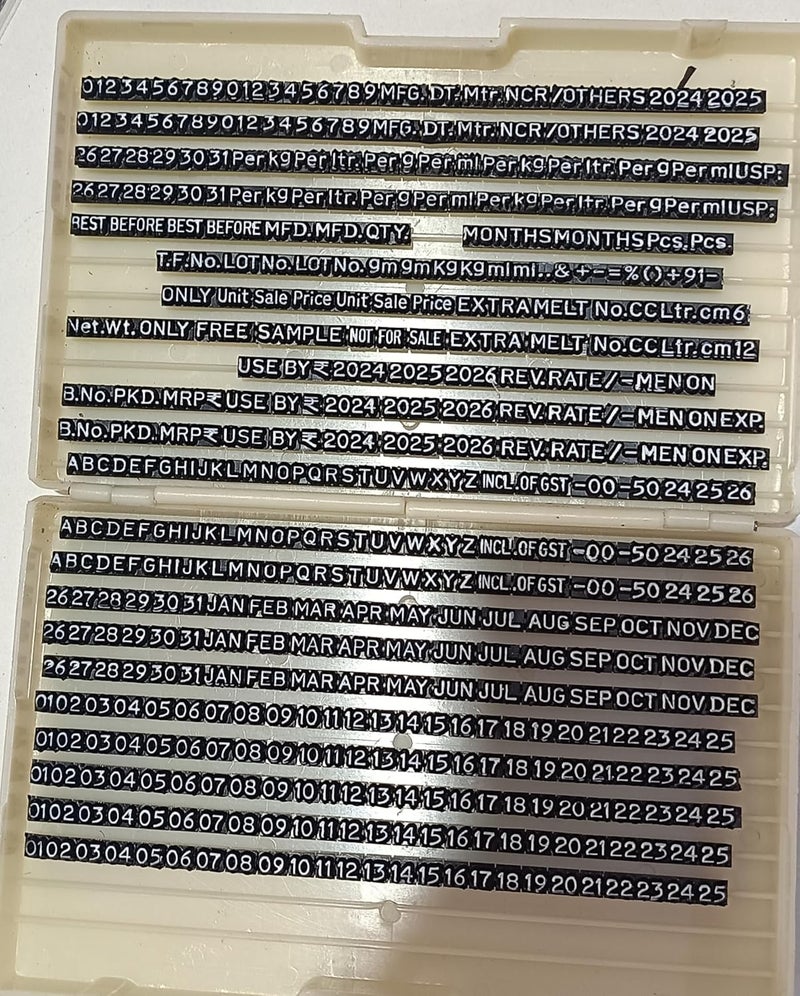 0123456789012345678 9MFG.DT.Mtr.NCR/OTHERS 2024 2025
01234567890123456789MFG.DT.Mtr.NCR/OTHERS 2024 2025
26 27 28 29 30 31 Per kg Per ltr. Per g Per ml Per kg Per ltr. Per g Per ml USP:
26 27 28 29 30 31 Per kg Per ltr. Per g Per ml Per kg Per ltr. Per g Per ml USP:
BEST BEFORE BEST BEFORE MFD. MFD. QTY. MONTHS MONTHS Pcs. Pcs.
T.F.No. LOT No. LOT No. gm gm Kg Kg ml ml . . & + - = % ( ) + 91-
ONLY Unit Sale Price Unit Sale Price EXTRA MELT No. CC Ltr. cm 6
Net.Wt. ONLY FREE SAMPLE NOT FOR SALE EXTRA MELT No. CC Ltr. cm 12
USE BY ₹ 2024 2025 2026 REV. RATE /- MEN ON
B.No. PKD. MRP ₹ USE BY ₹ 2024 2025 2026 REV. RATE /- MEN ON EXP.
B.No. PKD. MRP ₹ USE BY ₹ 2024 2025 2026 REV. RATE /- MEN ON EXP.
ABCDEFGHIJKLMNOPQRSTUVWXYZ INCL.OF GST -00 -50 24 25 26
ABCDEFGHIJKLMNOPQRSTUVWXYZ INCL.OF GST -00 -50 24 25 26
ABCDEFGHIJKLMNOPQRSTUVWXYZ INCL.OF GST -00 -50 24 25 26
26 27 28 29 30 31 JAN FEB MAR APR MAY JUN JUL AUG SEP OCT NOV DEC
26 27 28 29 30 31 JAN FEB MAR APR MAY JUN JUL AUG SEP OCT NOV DEC
26 27 28 29 30 31 JAN FEB MAR APR MAY JUN JUL AUG SEP OCT NOV DEC
01 02 03 04 05 06 07 08 09 10 11 12 13 14 15 16 17 18 19 20 21 22 23 24 25
01 02 03 04 05 06 07 08 09 10 11 12 13 14 15 16 17 18 19 20 21 22 23 24 25
01 02 03 04 05 06 07 08 09 10 11 12 13 14 15 16 17 18 19 20 21 22 23 24 25
01 02 03 04 05 06 07 08 09 10 11 12 13 14 15 16 17 18 19 20 21 22 23 24 25
01 02 03 04 05 06 07 08 09 10 11 12 13 14 15 16 17 18 19 20 21 22 23 24 25